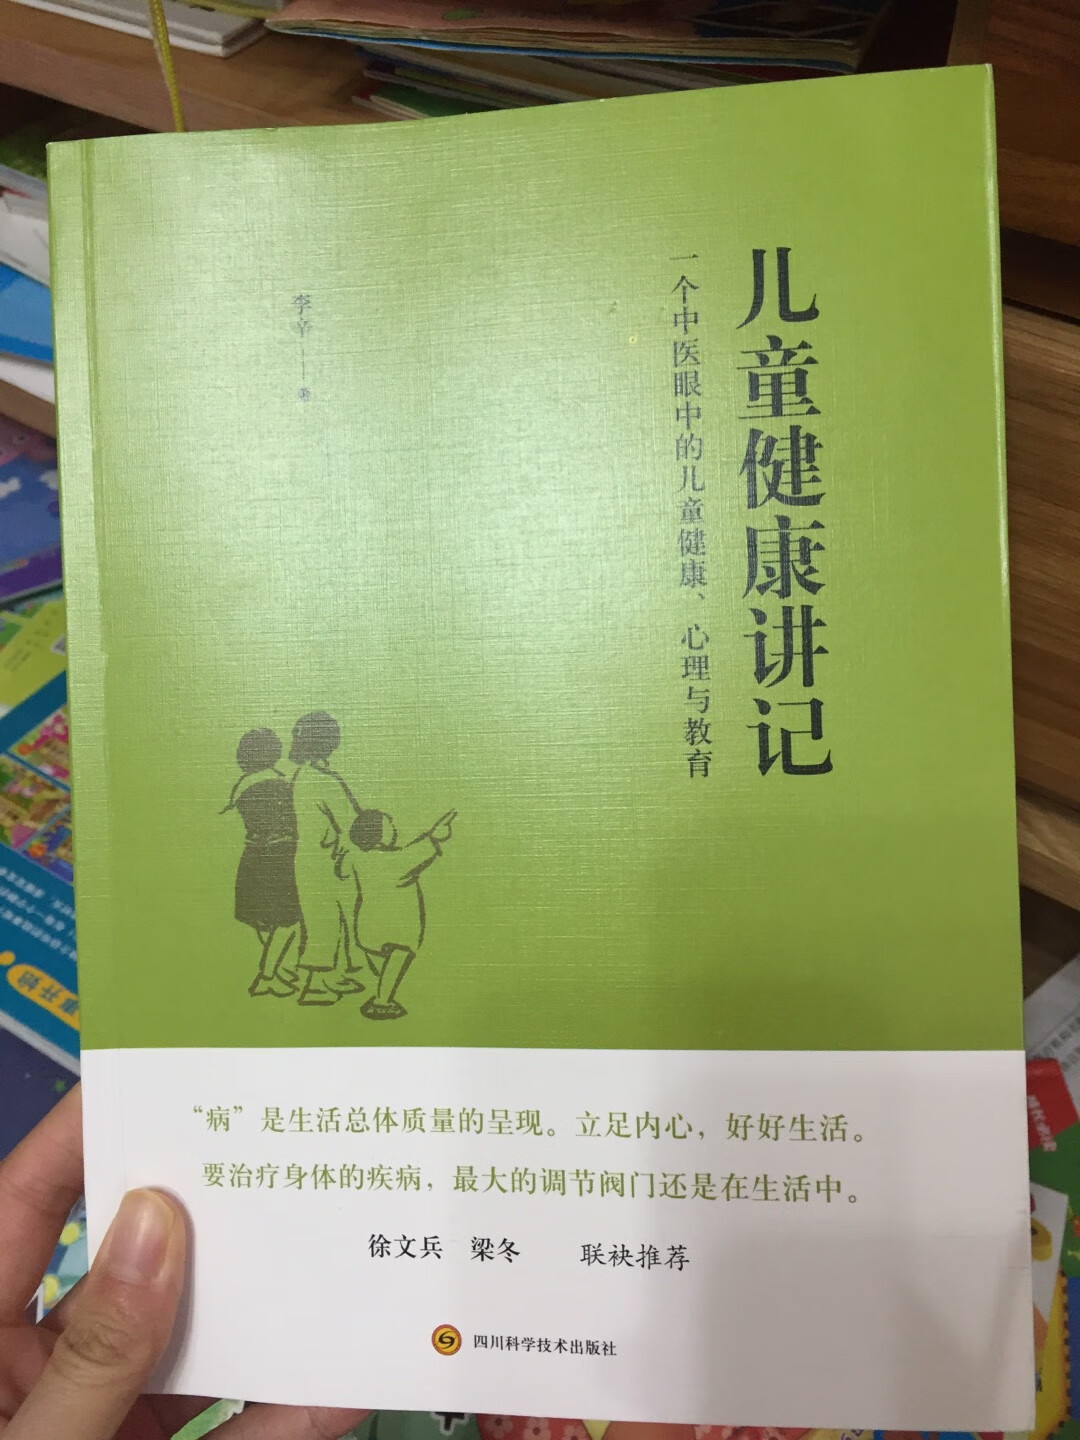 儿童健康讲记
一个中医眼中的儿童健康、心理与教育
李辛——著
“病”是生活总体质量的呈现。立足内心，好好生活。
要治疗身体的疾病，最大的调节阀门还是在生活中。
徐文兵 梁冬 联袂推荐
四川科学技术出版社